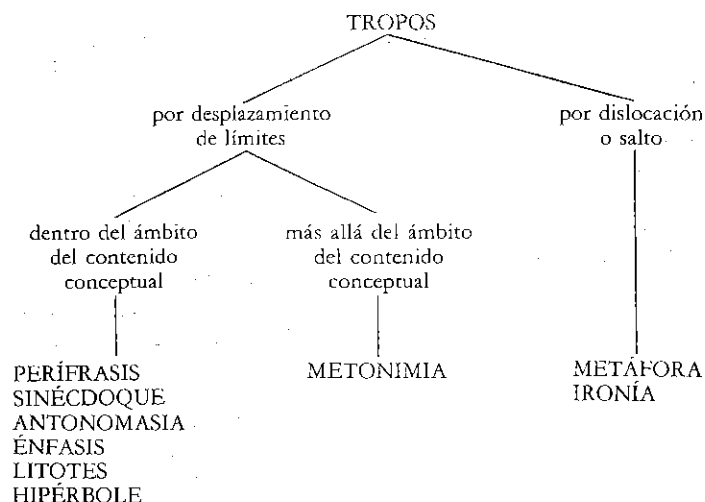 TROPOS
por desplazamiento
de límites
por dislocación
o salto
dentro del ámbito
del contenido
conceptual
más allá del ámbito
del contenido
conceptual
PERÍFRASIS
SINÉCDOQUE
ANTONOMASIA
ÉNFASIS
LITOTES
HIPÉRBOLE
METONIMIA
METÁFORA
IRONÍA